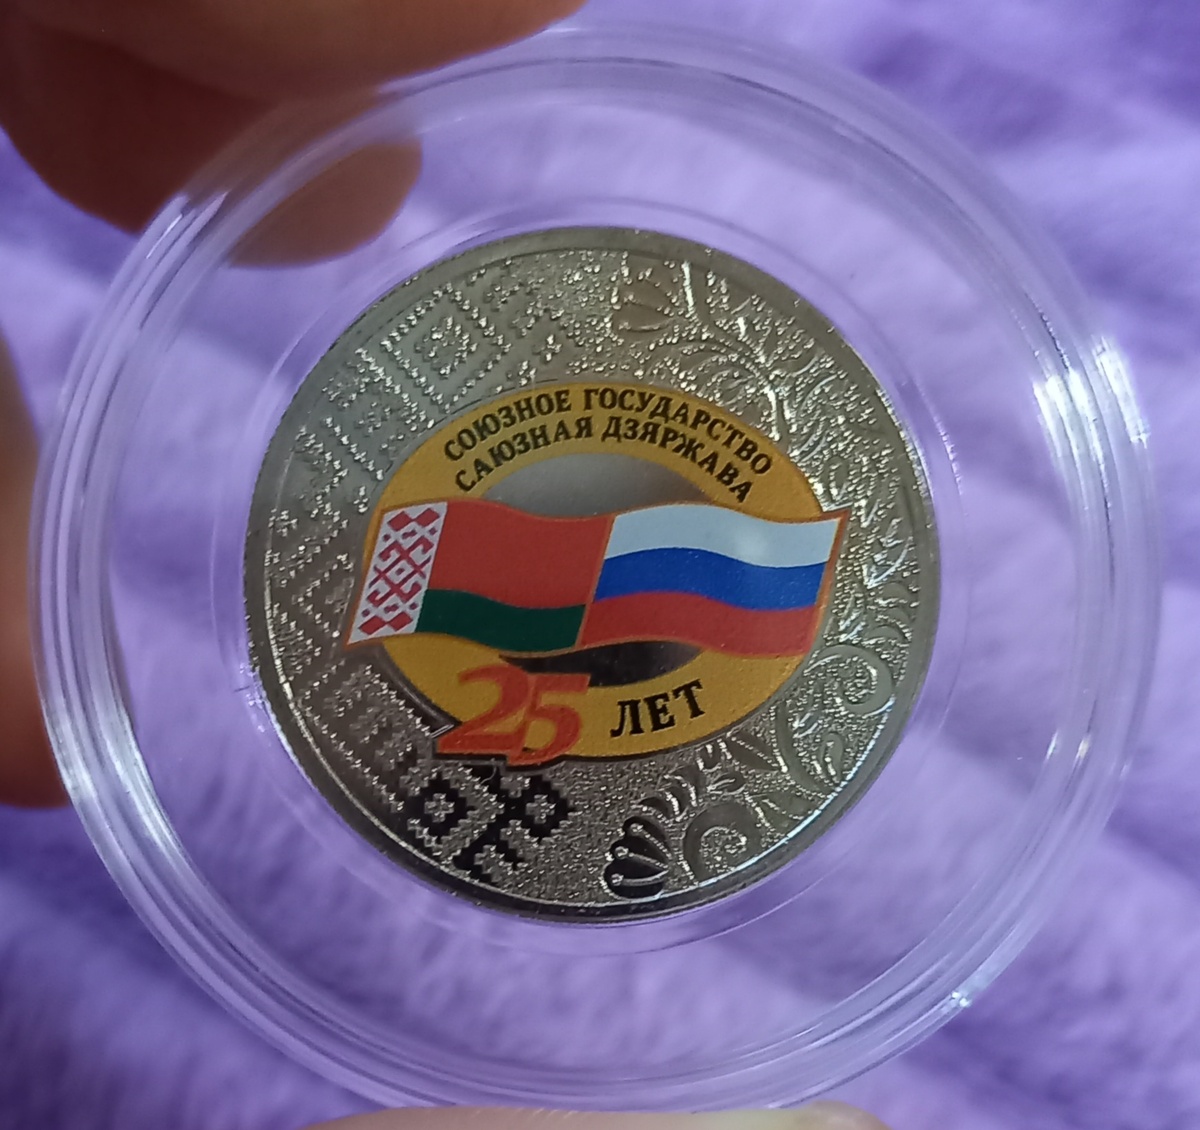 СОЮЗНОЕ ГОСУДАРСТВО
САЮЗНАЯ ДЗЯРЖАВА
25 ЛЕТ